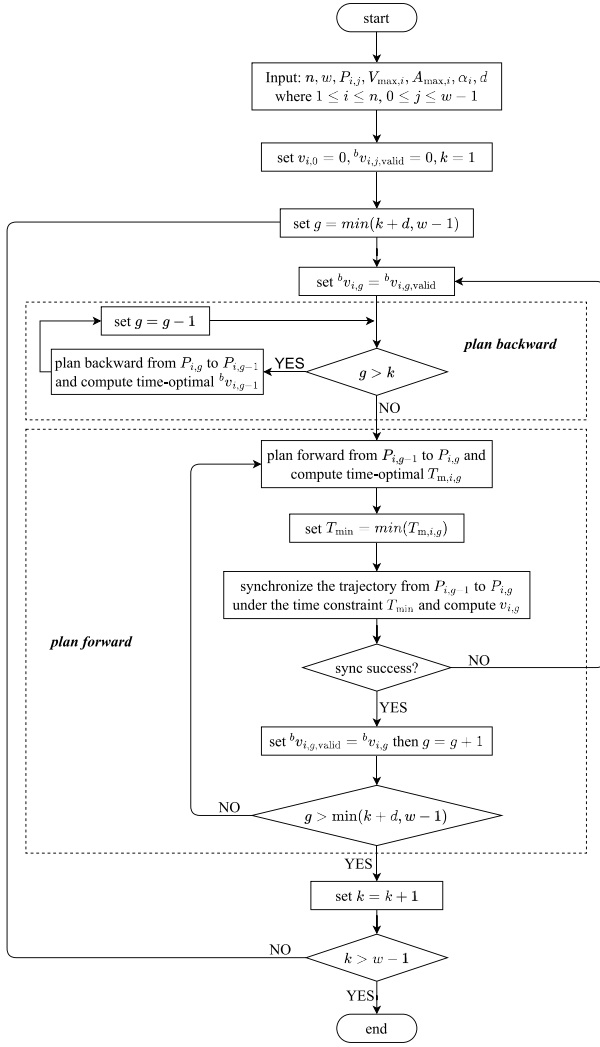 start
Input: n, w, P_{i,j}, V_{max,i}, A_{max,i}, α_i, d
where 1 ≤ i ≤ n, 0 ≤ j ≤ w − 1
set v_{i,0} = 0, ^b v_{i,j,valid} = 0, k = 1
set g = min(k + d, w − 1)
set ^b v_{i,g} = ^b v_{i,g,valid}
set g = g − 1
plan backward
plan backward from P_{i,g} to P_{i,g−1}
and compute time-optimal ^b v_{i,g−1}
YES
g > k
NO
plan forward from P_{i,g−1} to P_{i,g} and
compute time-optimal T_{m,i,g}
set T_{min} = min(T_{m,i,g})
synchronize the trajectory from P_{i,g−1} to P_{i,g}
under the time constraint T_{min} and compute v_{i,g}
plan forward
sync success?
NO
YES
set ^b v_{i,g,valid} = ^b v_{i,g} then g = g + 1
NO
g > min(k + d, w − 1)
YES
set k = k + 1
NO
k > w − 1
YES
end